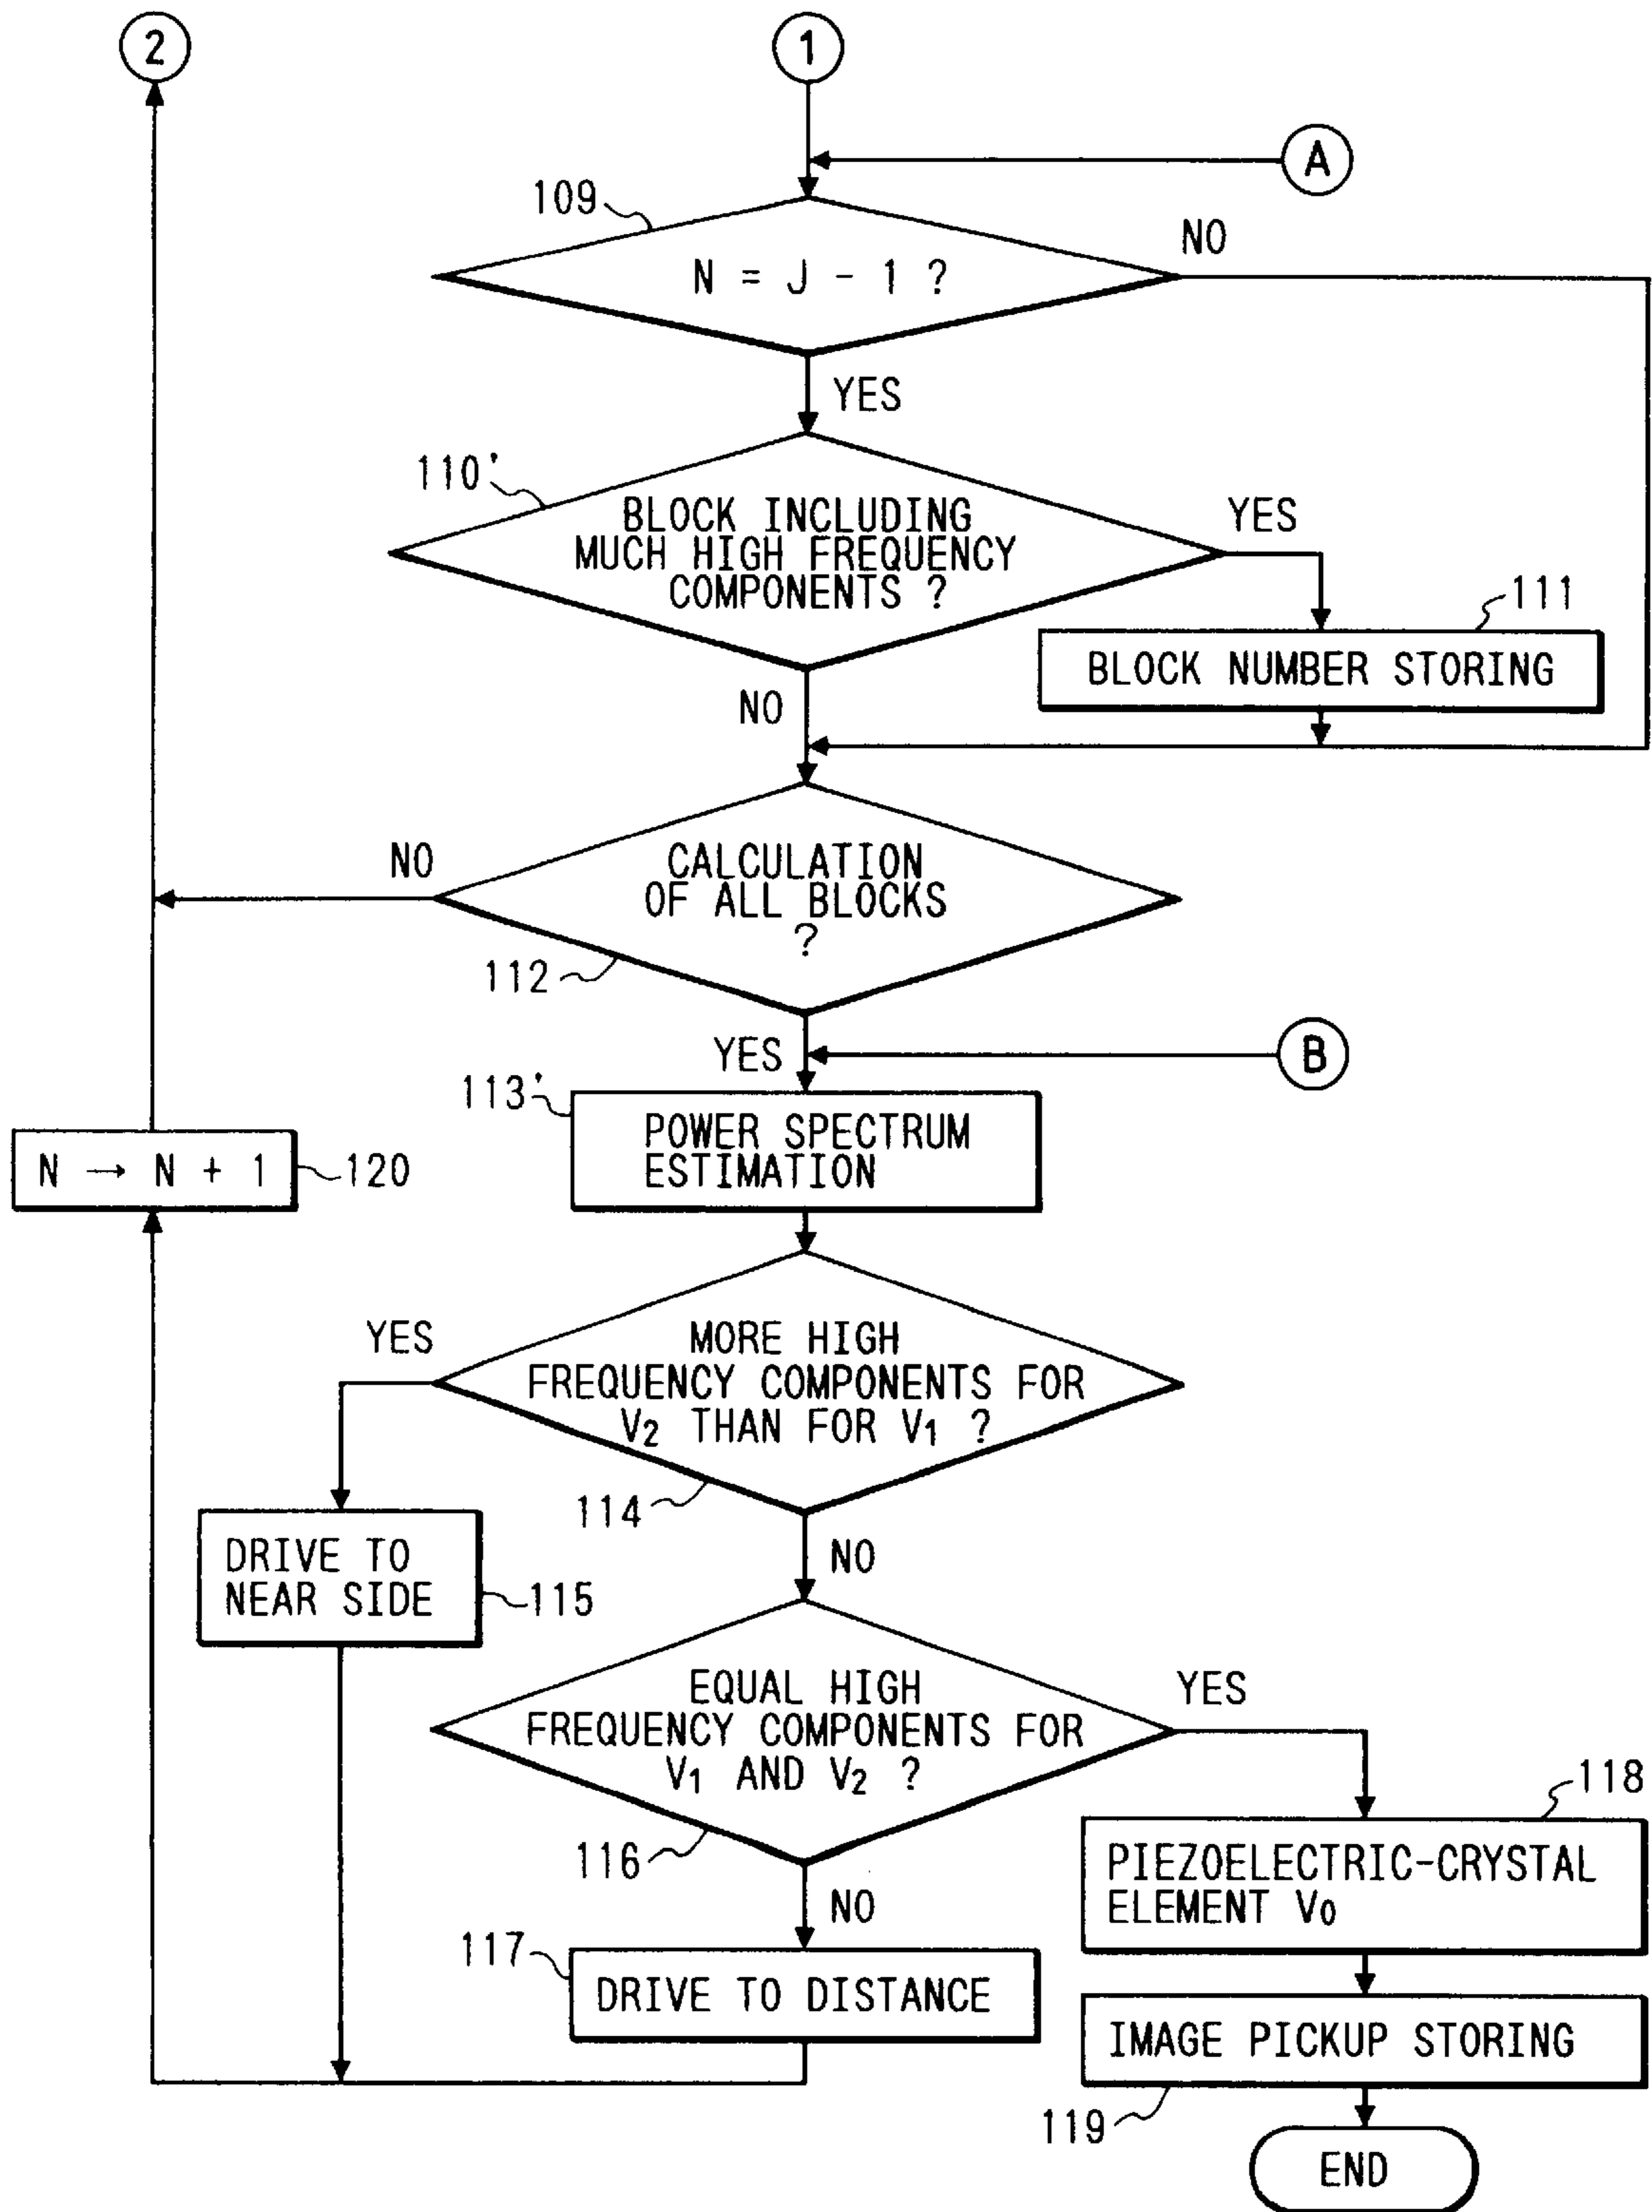 2
1
A
109
N = J - 1 ?
NO
YES
110'
BLOCK INCLUDING
MUCH HIGH FREQUENCY
COMPONENTS ?
YES
111
BLOCK NUMBER STORING
NO
NO
CALCULATION
OF ALL BLOCKS
?
112
YES
B
113'
POWER SPECTRUM
ESTIMATION
N → N + 1
120
YES
MORE HIGH
FREQUENCY COMPONENTS FOR
V2 THAN FOR V1 ?
114
DRIVE TO
NEAR SIDE
115
NO
EQUAL HIGH
FREQUENCY COMPONENTS FOR
V1 AND V2 ?
YES
116
118
PIEZOELECTRIC-CRYSTAL
ELEMENT V0
NO
117
DRIVE TO DISTANCE
IMAGE PICKUP STORING
119
END